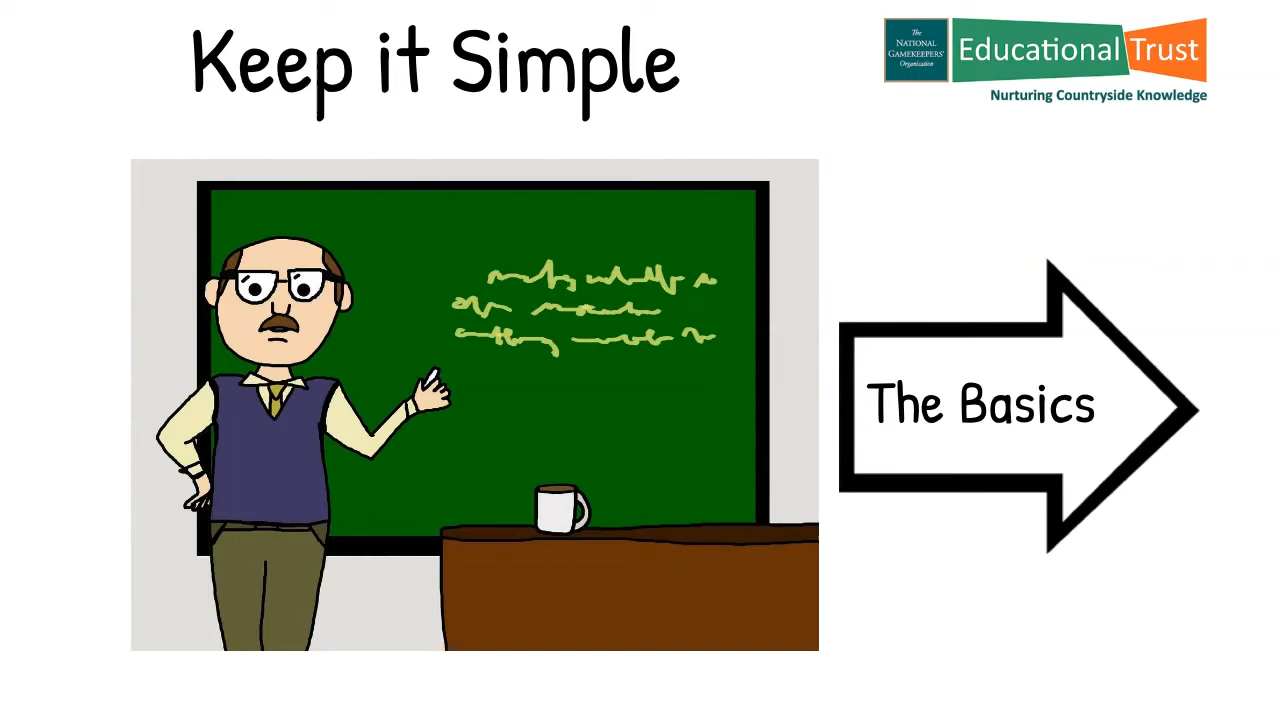 Keep it Simple
The
NATIONAL
GAMEKEEPERS'
Organisation
Educational Trust
Nurturing Countryside Knowledge
The Basics